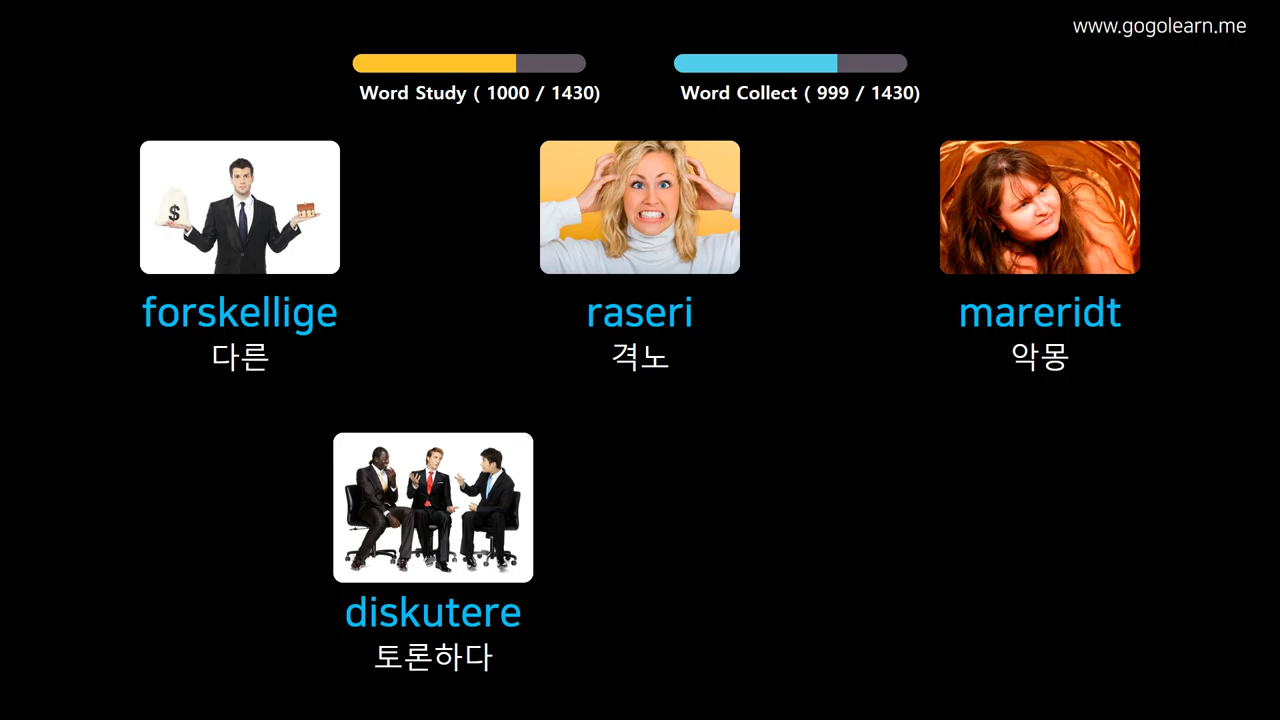 www.gogolearn.me
Word Study ( 1000 / 1430)
Word Collect ( 999 / 1430)
$
forskellige
다른
raseri
격노
mareridt
악몽
diskutere
토론하다